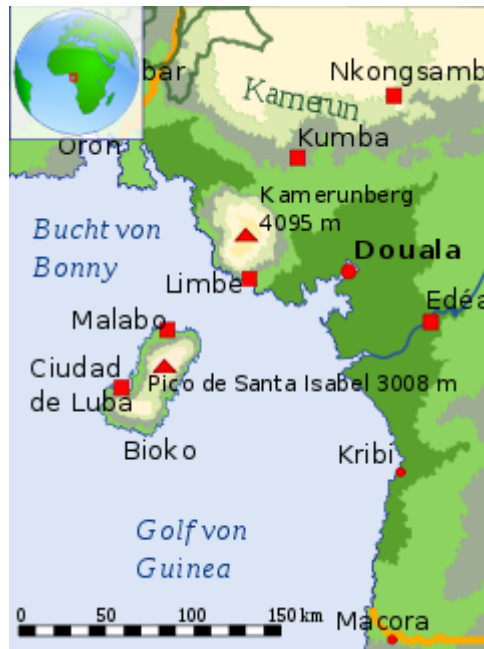 bar
Nkongsamb
Kamerun
Oron
Kumba
Kamerunberg
4095 m
Bucht von
Bonny
Douala
Limbe
Edéa
Malabo
Ciudad
de Luba
Pico de Santa Isabel 3008 m
Bioko
Kribi
Golf von
Guinea
0 50 100 150 km
Macora